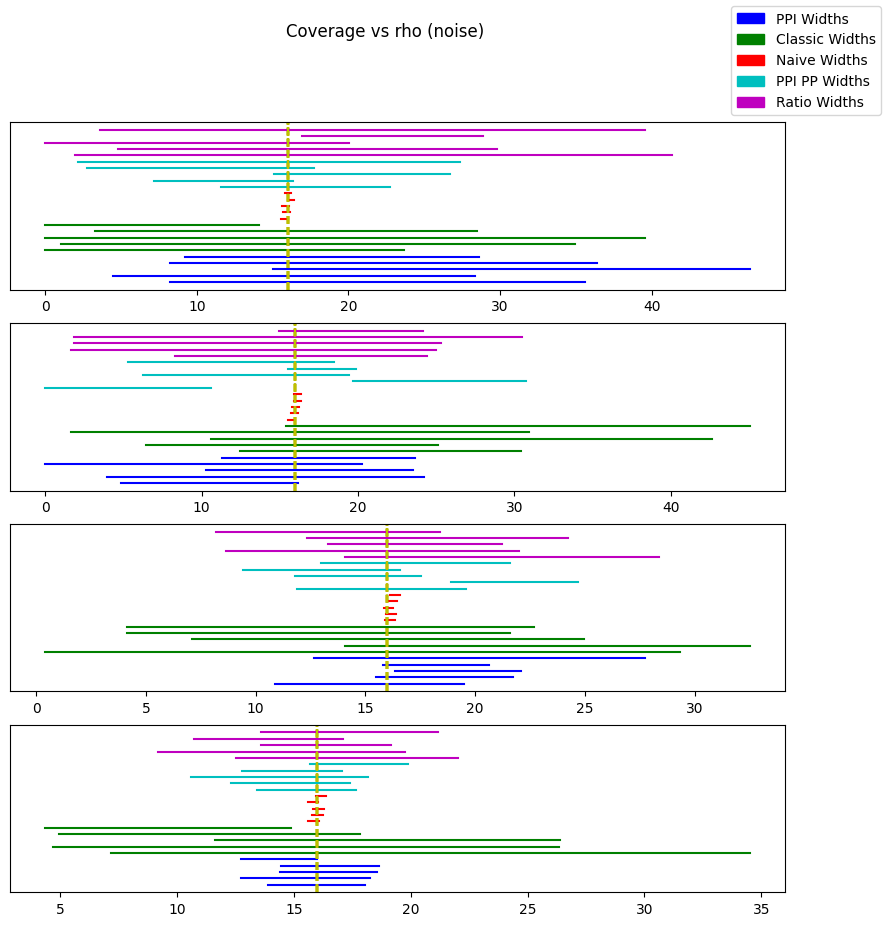 Coverage vs rho (noise)
PPI Widths
Classic Widths
Naive Widths
PPI PP Widths
Ratio Widths
0 10 20 30 40
0 10 20 30 40
0 5 10 15 20 25 30
5 10 15 20 25 30 35